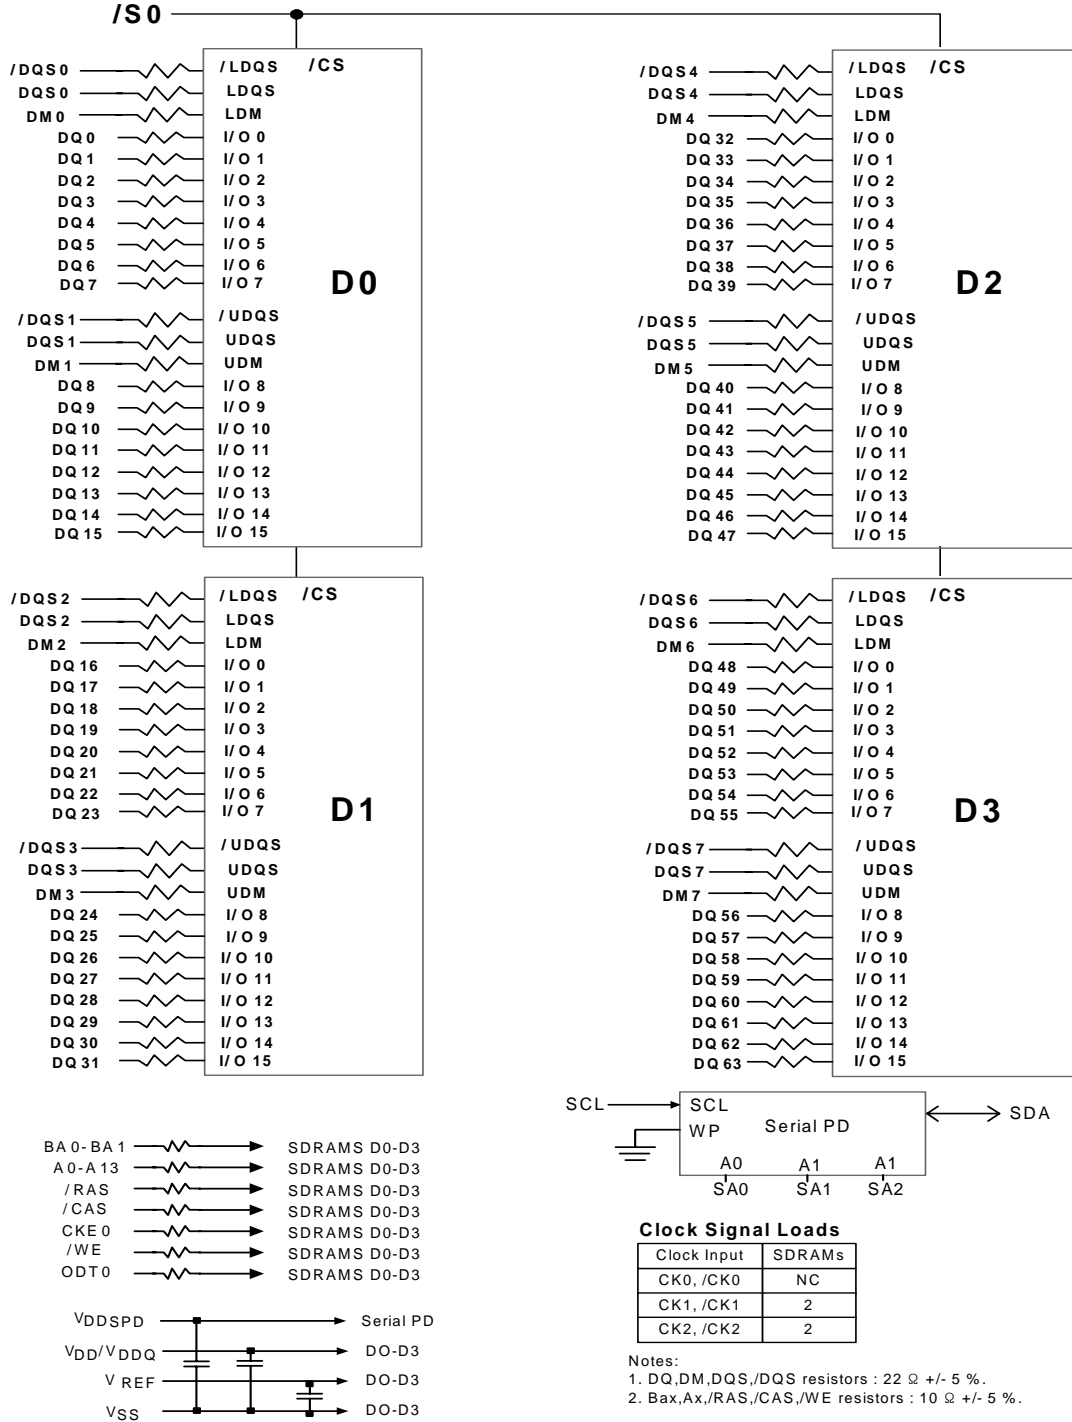 /S0
/DQS0 /LDQS /CS
DQS0 LDQS
DM0 LDM
DQ0 I/O 0
DQ1 I/O 1
DQ2 I/O 2
DQ3 I/O 3
DQ4 I/O 4
DQ5 I/O 5
DQ6 I/O 6
DQ7 I/O 7
D0
/DQS1 /UDQS
DQS1 UDQS
DM1 UDM
DQ8 I/O 8
DQ9 I/O 9
DQ10 I/O 10
DQ11 I/O 11
DQ12 I/O 12
DQ13 I/O 13
DQ14 I/O 14
DQ15 I/O 15
/DQS4 /LDQS /CS
DQS4 LDQS
DM4 LDM
DQ32 I/O 0
DQ33 I/O 1
DQ34 I/O 2
DQ35 I/O 3
DQ36 I/O 4
DQ37 I/O 5
DQ38 I/O 6
DQ39 I/O 7
D2
/DQS5 /UDQS
DQS5 UDQS
DM5 UDM
DQ40 I/O 8
DQ41 I/O 9
DQ42 I/O 10
DQ43 I/O 11
DQ44 I/O 12
DQ45 I/O 13
DQ46 I/O 14
DQ47 I/O 15
/DQS2 /LDQS /CS
DQS2 LDQS
DM2 LDM
DQ16 I/O 0
DQ17 I/O 1
DQ18 I/O 2
DQ19 I/O 3
DQ20 I/O 4
DQ21 I/O 5
DQ22 I/O 6
DQ23 I/O 7
D1
/DQS3 /UDQS
DQS3 UDQS
DM3 UDM
DQ24 I/O 8
DQ25 I/O 9
DQ26 I/O 10
DQ27 I/O 11
DQ28 I/O 12
DQ29 I/O 13
DQ30 I/O 14
DQ31 I/O 15
/DQS6 /LDQS /CS
DQS6 LDQS
DM6 LDM
DQ48 I/O 0
DQ49 I/O 1
DQ50 I/O 2
DQ51 I/O 3
DQ52 I/O 4
DQ53 I/O 5
DQ54 I/O 6
DQ55 I/O 7
D3
/DQS7 /UDQS
DQS7 UDQS
DM7 UDM
DQ56 I/O 8
DQ57 I/O 9
DQ58 I/O 10
DQ59 I/O 11
DQ60 I/O 12
DQ61 I/O 13
DQ62 I/O 14
DQ63 I/O 15
BA0-BA1 SDRAMS D0-D3
A0-A13 SDRAMS D0-D3
/RAS SDRAMS D0-D3
/CAS SDRAMS D0-D3
CKE0 SDRAMS D0-D3
/WE SDRAMS D0-D3
ODT0 SDRAMS D0-D3
VDDSPD Serial PD
VDD/VDDQ DO-D3
VREF DO-D3
VSS DO-D3
SCL SCL SDA
WP Serial PD
A0 A1 A1
SA0 SA1 SA2
Clock Signal Loads
Clock Input SDRAMs
CK0, /CK0 NC
CK1, /CK1 2
CK2, /CK2 2
Notes:
1. DQ,DM,DQS,/DQS resistors : 22 Ω +/- 5 %.
2. Bax,Ax,/RAS,/CAS,/WE resistors : 10 Ω +/- 5 %.